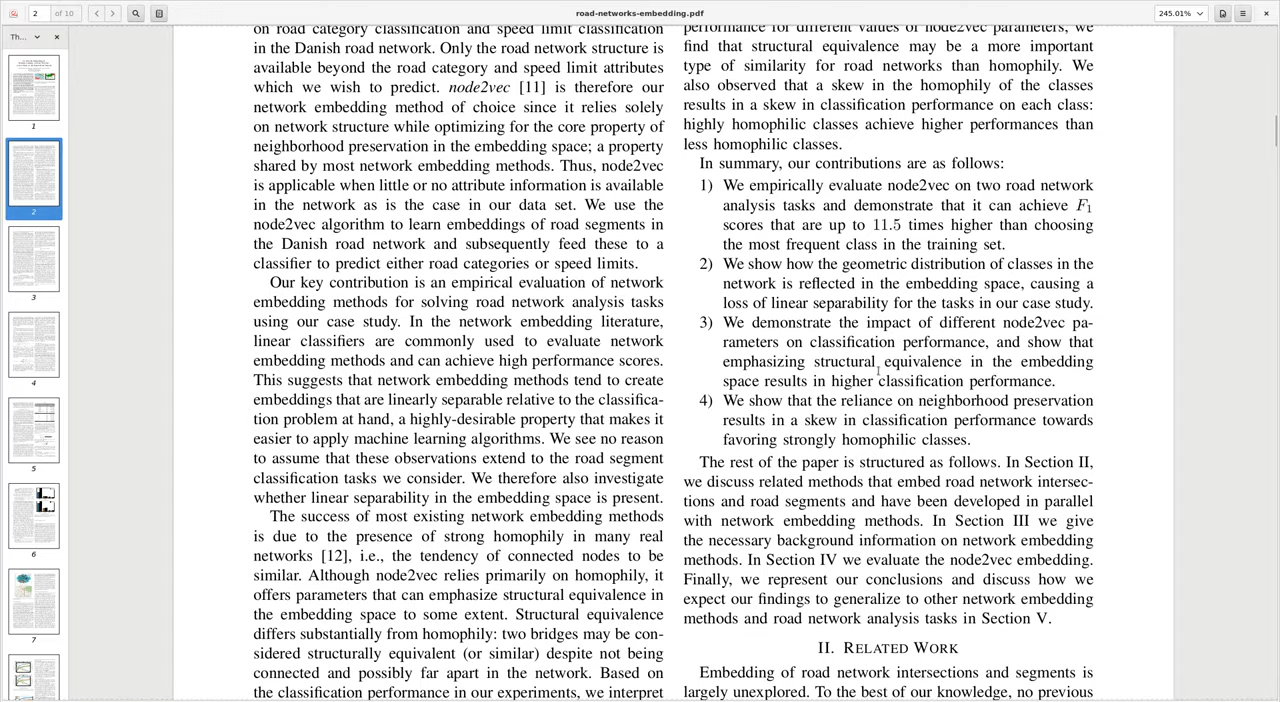 2
of 10
road-networks-embedding.pdf
245.01%
Th...
1
2
3
4
5
6
7
on road category classification and speed limit classification
in the Danish road network. Only the road network structure is
available beyond the road category and speed limit attributes
which we wish to predict. node2vec [11] is therefore our
network embedding method of choice since it relies solely
on network structure while optimizing for the core property of
neighborhood preservation in the embedding space; a property
shared by most network embedding methods. Thus, node2vec
is applicable when little or no attribute information is available
in the network as is the case for our data set. We use the
node2vec algorithm to learn embeddings of road segments in
the Danish road network and subsequently feed these to a
classifier to predict either road categories or speed limits.
Our key contribution is an empirical evaluation of network
embedding methods for solving road network analysis tasks
using our case study. In the network embedding literature,
linear classifiers are commonly used to evaluate network
embedding methods and can achieve high performance scores.
This suggests that network embedding methods tend to create
embeddings that are linearly separable relative to the classifica-
tion task at hand: a highly-desirable property that makes it
easier to apply machine learning algorithms. We see no reason
to assume that these observations extend to the road segment
classification tasks we consider. We therefore also investigate
whether linear separability in the embedding space is present.
The success of the existing network embedding methods
is due to the presence of strong homophily in many real
networks [12], i.e., the tendency of connected nodes to be
similar. Although node2vec relies primarily on homophily, it
offers parameters that can emphasize structural equivalence in
the embedding space to some extent. Structural equivalence
differs substantially from homophily: two bridges may be con-
sidered structurally equivalent (or similar) despite not being
connected and positioned far apart in the network. Based on
the classification performance in our experiments, we interpret
performance for different values of node2vec parameters, we
find that structural equivalence may be a more important
type of similarity for road networks than homophily. We
also observed that a skew in the homophily of the classes
results in a skew in classification performance on each class:
highly homophilic classes achieve higher performances than
less homophilic classes.
In summary, our contributions are as follows:
1) We empirically evaluate node2vec on two road network
analysis tasks and demonstrate that it can achieve F1
scores that are 2 to 11.5 times higher than choosing
the most frequent class in the training set.
2) We show how the geometric distribution of classes in the
network is reflected in the embedding space, causing a
loss of linear separability for the tasks in our case study.
3) We demonstrate the impact of different node2vec pa-
rameters on classification performance, and show that
emphasizing structural equivalence in the embedding
space results in higher classification performance.
4) We show that the reliance on neighborhood preservation
results in a skew in classification performance towards
favoring strongly homophilic classes.
The rest of the paper is structured as follows. In Section II,
we discuss related methods that embed road network intersec-
tions and road segments and have been developed in parallel
with or preceding node2vec. In Section III we give
the necessary background information on network embedding
methods. In Section IV we examine the node2vec embedding.
Finally, we represent our conclusions and discuss how we
expect our findings to generalize to other network embedding
methods and road network analysis tasks in Section V.
II. RELATED WORK
Embedding of road network intersections and segments is
largely unexplored. To the best of our knowledge, no previous